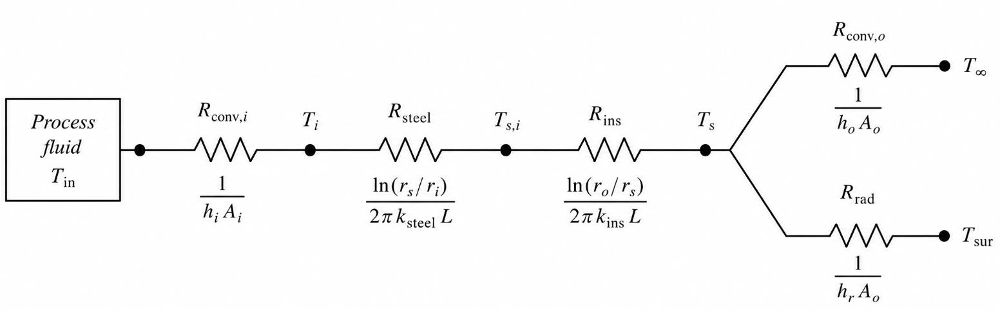 Process
fluid
T_in
R_conv,i
1
h_i A_i
T_i
R_steel
ln(r_s/r_i)
2π k_steel L
T_s,i
R_ins
ln(r_o/r_s)
2π k_ins L
T_s
R_conv,o
1
h_o A_o
T_∞
R_rad
1
h_r A_o
T_sur